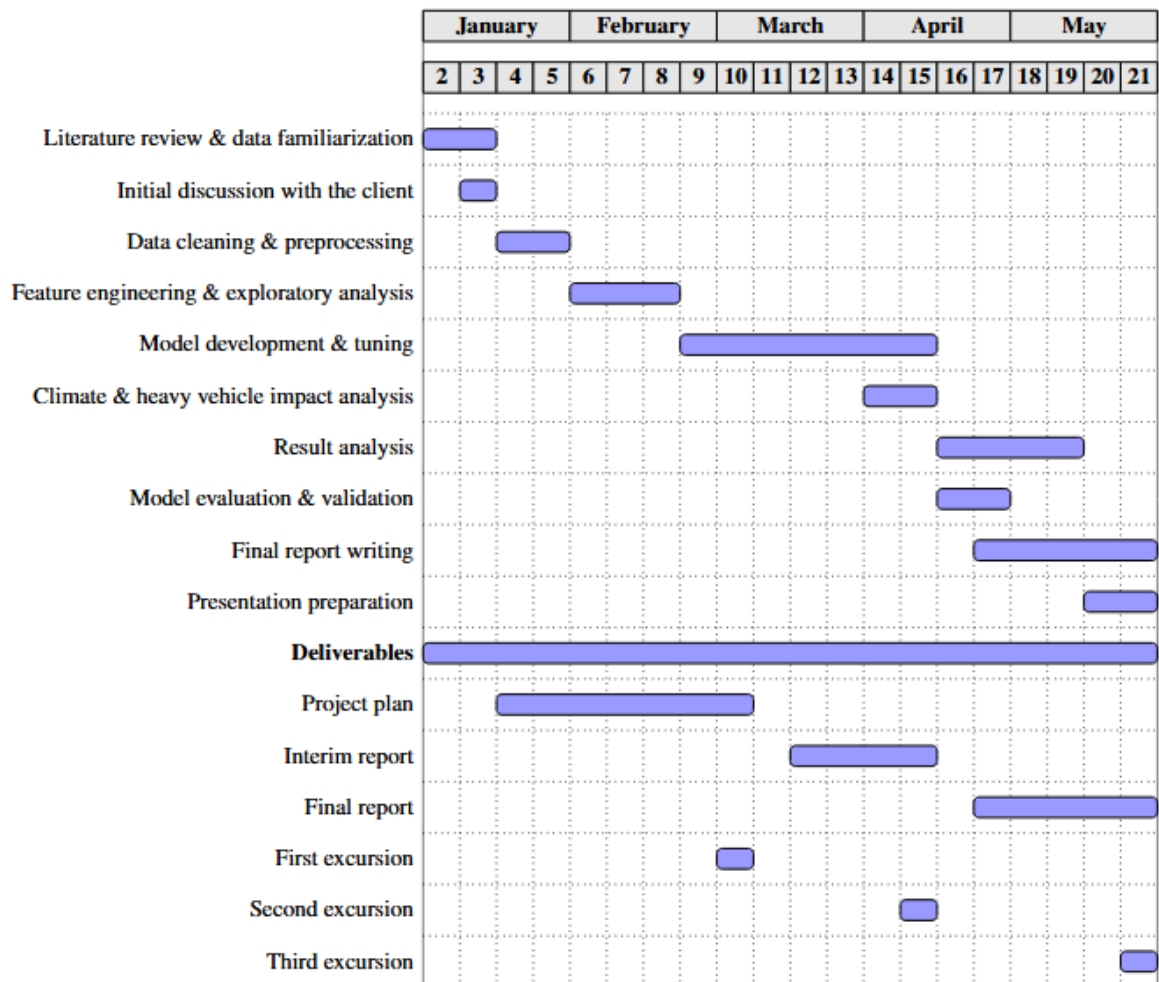 January February March April May
2 3 4 5 6 7 8 9 10 11 12 13 14 15 16 17 18 19 20 21
Literature review & data familiarization
Initial discussion with the client
Data cleaning & preprocessing
Feature engineering & exploratory analysis
Model development & tuning
Climate & heavy vehicle impact analysis
Result analysis
Model evaluation & validation
Final report writing
Presentation preparation
Deliverables
Project plan
Interim report
Final report
First excursion
Second excursion
Third excursion